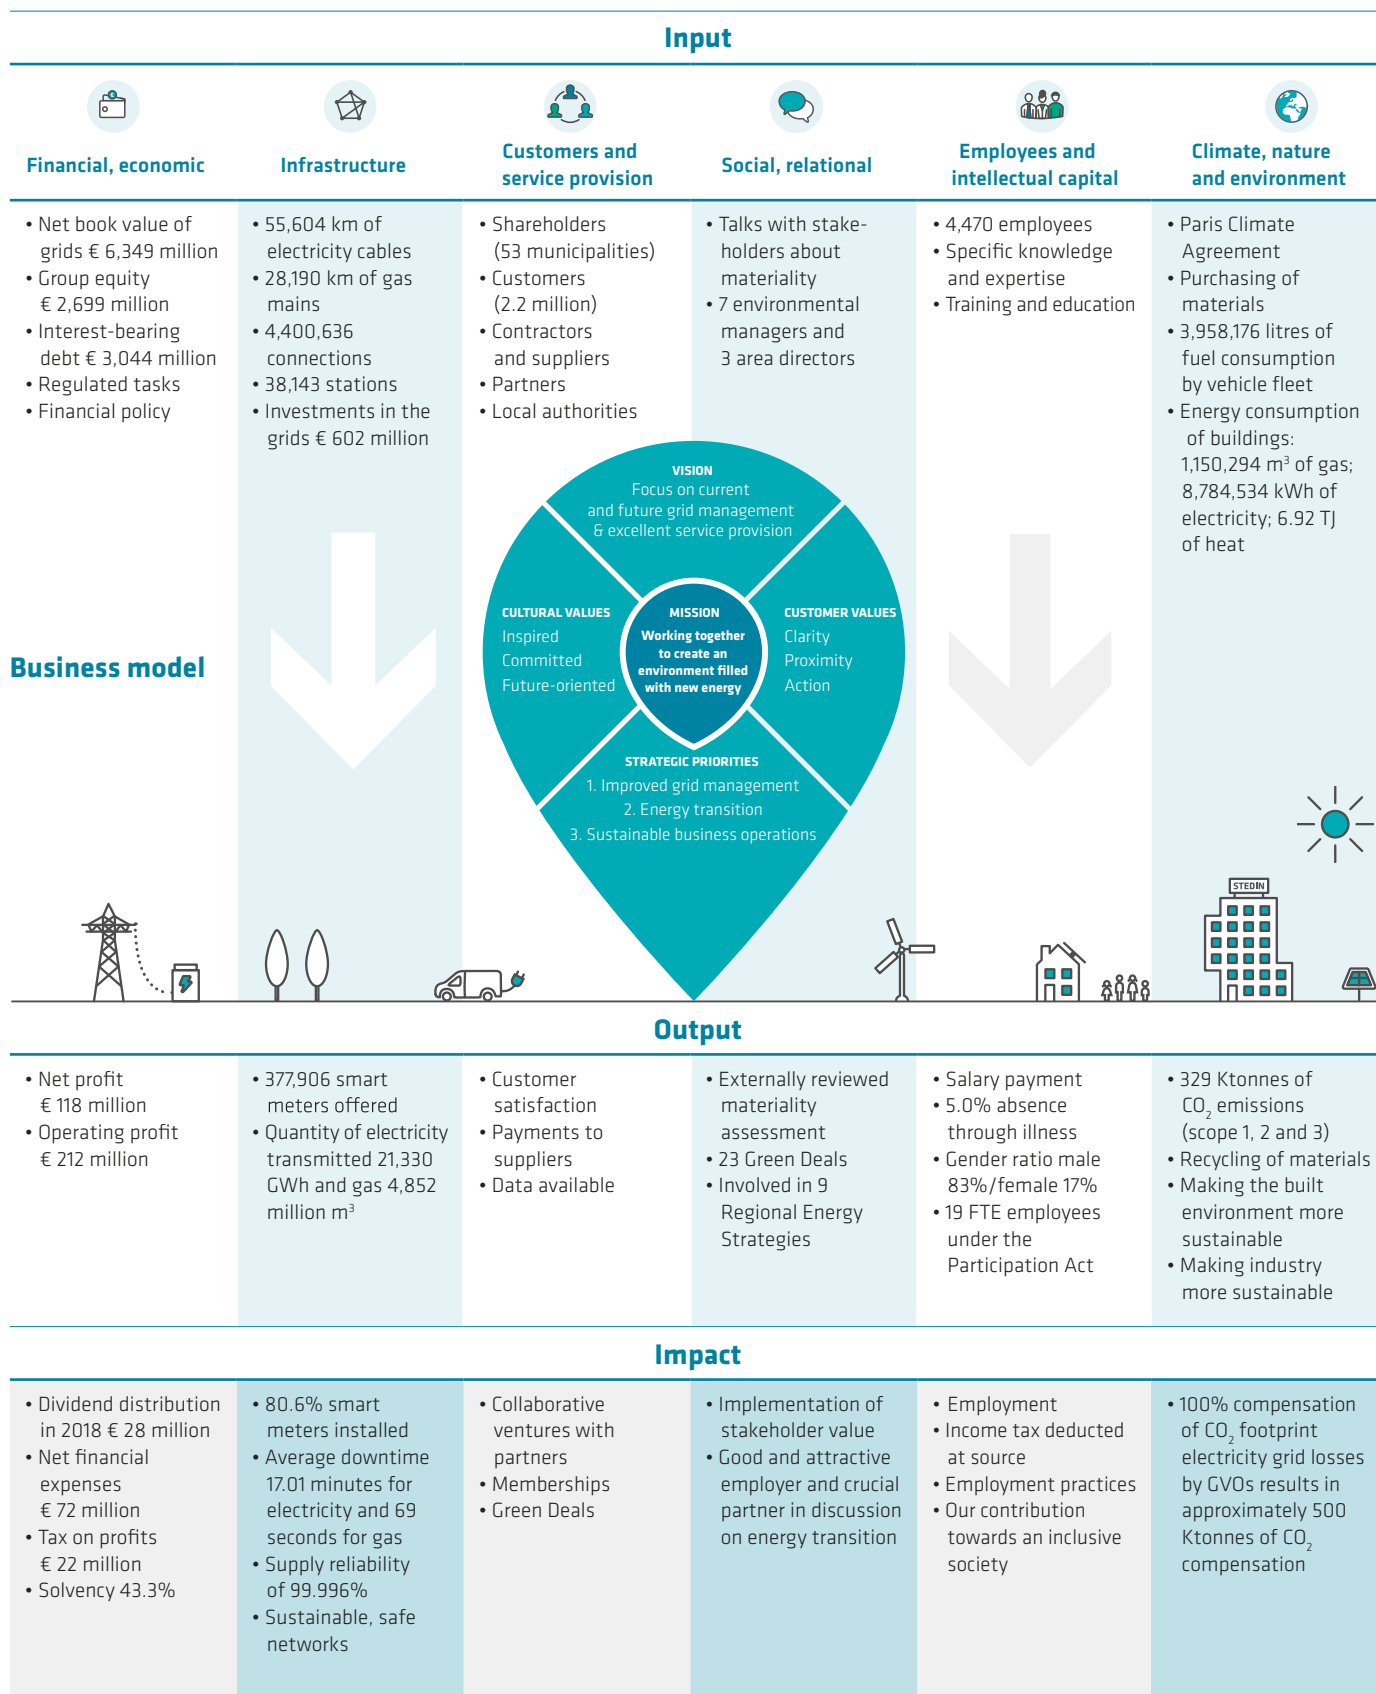 Input
Financial, economic
Infrastructure
Customers and
service provision
Social, relational
Employees and
intellectual capital
Climate, nature
and environment
• Net book value of
grids € 6,349 million
• Group equity
€ 2,699 million
• Interest-bearing
debt € 3,044 million
• Regulated tasks
• Financial policy
• 55,604 km of
electricity cables
• 28,190 km of gas
mains
• 4,400,636
connections
• 38,143 stations
• Investments in the
grids € 602 million
• Shareholders
(53 municipalities)
• Customers
(2.2 million)
• Contractors
and suppliers
• Partners
• Local authorities
• Talks with stake-
holders about
materiality
• 7 environmental
managers and
3 area directors
• 4,470 employees
• Specific knowledge
and expertise
• Training and education
• Paris Climate
Agreement
• Purchasing of
materials
• 3,958,176 litres of
fuel consumption
by vehicle fleet
• Energy consumption
of buildings:
1,150,294 m³ of gas;
8,784,534 kWh of
electricity; 6.92 TJ
of heat
Business model
VISION
Focus on current
and future grid management
& excellent service provision
CULTURAL VALUES
Inspired
Committed
Future-oriented
MISSION
Working together
to create an
environment filled
with new energy
CUSTOMER VALUES
Clarity
Proximity
Action
STRATEGIC PRIORITIES
1. Improved grid management
2. Energy transition
3. Sustainable business operations
STEDIN
Output
• Net profit
€ 118 million
• Operating profit
€ 212 million
• 377,906 smart
meters offered
• Quantity of electricity
transmitted 21,330
GWh and gas 4,852
million m³
• Customer
satisfaction
• Payments to
suppliers
• Data available
• Externally reviewed
materiality
assessment
• 23 Green Deals
• Involved in 9
Regional Energy
Strategies
• Salary payment
• 5.0% absence
through illness
• Gender ratio male
83%/female 17%
• 19 FTE employees
under the
Participation Act
• 329 Ktonnes of
CO₂ emissions
(scope 1, 2 and 3)
• Recycling of materials
• Making the built
environment more
sustainable
• Making industry
more sustainable
Impact
• Dividend distribution
in 2018 € 28 million
• Net financial
expenses
€ 72 million
• Tax on profits
€ 22 million
• Solvency 43.3%
• 80.6% smart
meters installed
• Average downtime
17.01 minutes for
electricity and 69
seconds for gas
• Supply reliability
of 99.996%
• Sustainable, safe
networks
• Collaborative
ventures with
partners
• Memberships
• Green Deals
• Implementation of
stakeholder value
• Good and attractive
employer and crucial
partner in discussion
on energy transition
• Employment
• Income tax deducted
at source
• Employment practices
• Our contribution
towards an inclusive
society
• 100% compensation
of CO₂ footprint
electricity grid losses
by GVOs results in
approximately 500
Ktonnes of CO₂
compensation